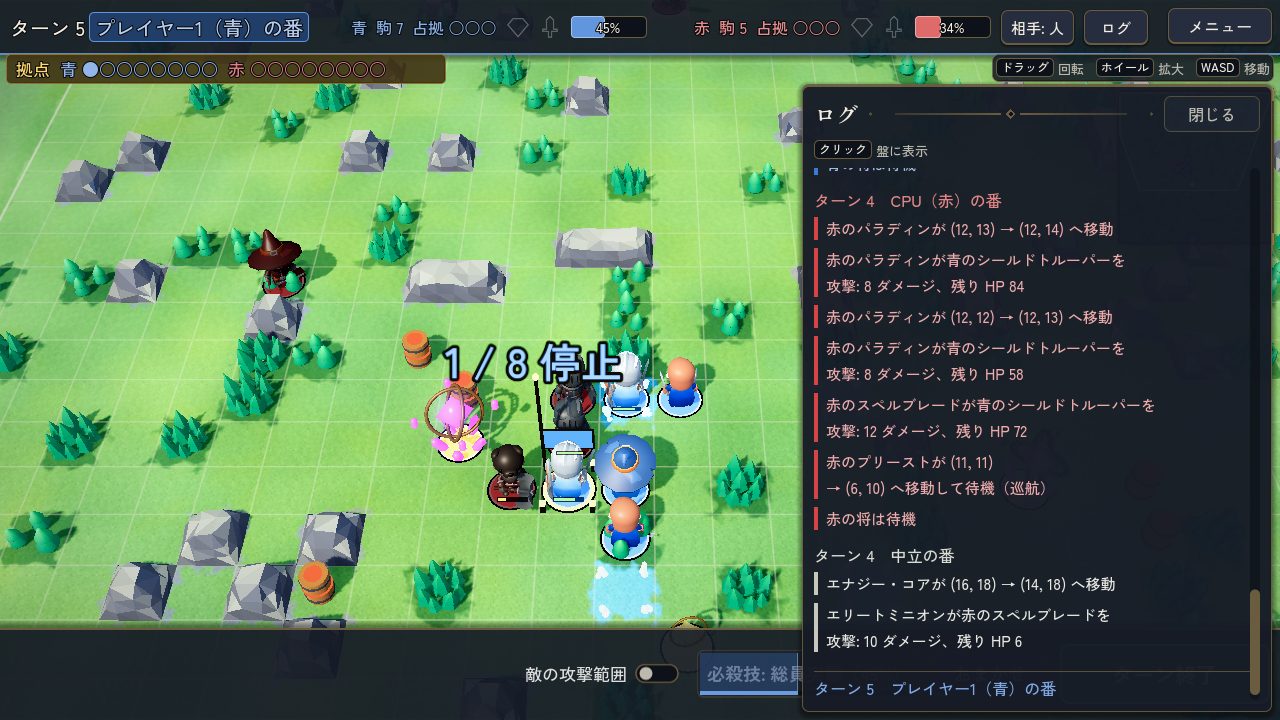 ターン 5 プレイヤー1（青）の番 青 駒 7 占拠 ○○○ 45% 赤 駒 5 占拠 ○○○ 34% 相手: 人 ログ メニュー
拠点 青 赤
ドラッグ 回転 ホイール 拡大 WASD 移動
ログ 閉じる
クリック 盤に表示
ターン 4 CPU（赤）の番
赤のパラディンが (12, 13) → (12, 14) へ移動
赤のパラディンが青のシールドトルーパーを
攻撃: 8 ダメージ、残り HP 84
赤のパラディンが (12, 12) → (12, 13) へ移動
赤のパラディンが青のシールドトルーパーを
攻撃: 8 ダメージ、残り HP 58
赤のスペルブレードが青のシールドトルーパーを
攻撃: 12 ダメージ、残り HP 72
赤のプリーストが (11, 11)
→ (6, 10) へ移動して待機（巡航）
赤の将は待機
ターン 4 中立の番
エナジー・コアが (16, 18) → (14, 18) へ移動
エリートミニオンが赤のスペルブレードを
攻撃: 10 ダメージ、残り HP 6
ターン 5 プレイヤー1（青）の番
1 / 8 停止
敵の攻撃範囲
必殺技: 総員